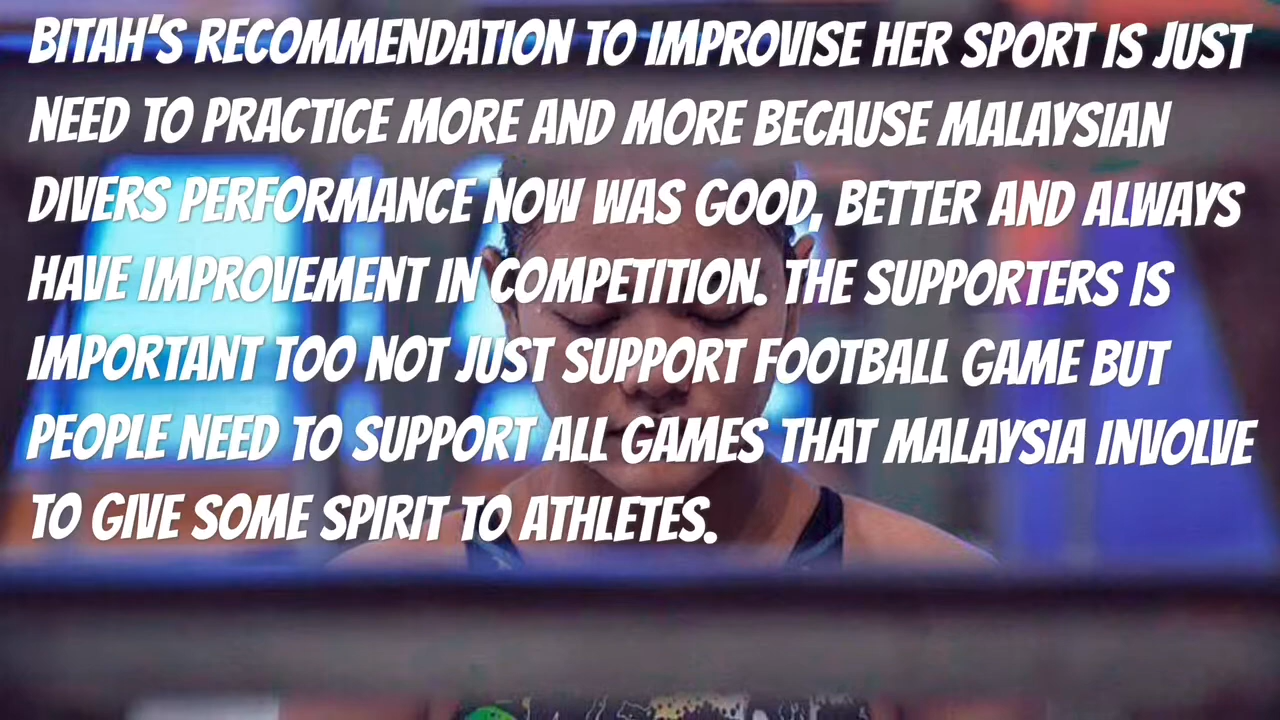 BITAH'S RECOMMENDATION TO IMPROVISE HER SPORT IS JUST
NEED TO PRACTICE MORE AND MORE BECAUSE MALAYSIAN
DIVERS PERFORMANCE NOW WAS GOOD, BETTER AND ALWAYS
HAVE IMPROVEMENT IN COMPETITION. THE SUPPORTERS IS
IMPORTANT TOO NOT JUST SUPPORT FOOTBALL GAME BUT
PEOPLE NEED TO SUPPORT ALL GAMES THAT MALAYSIA INVOLVE
TO GIVE SOME SPIRIT TO ATHLETES.